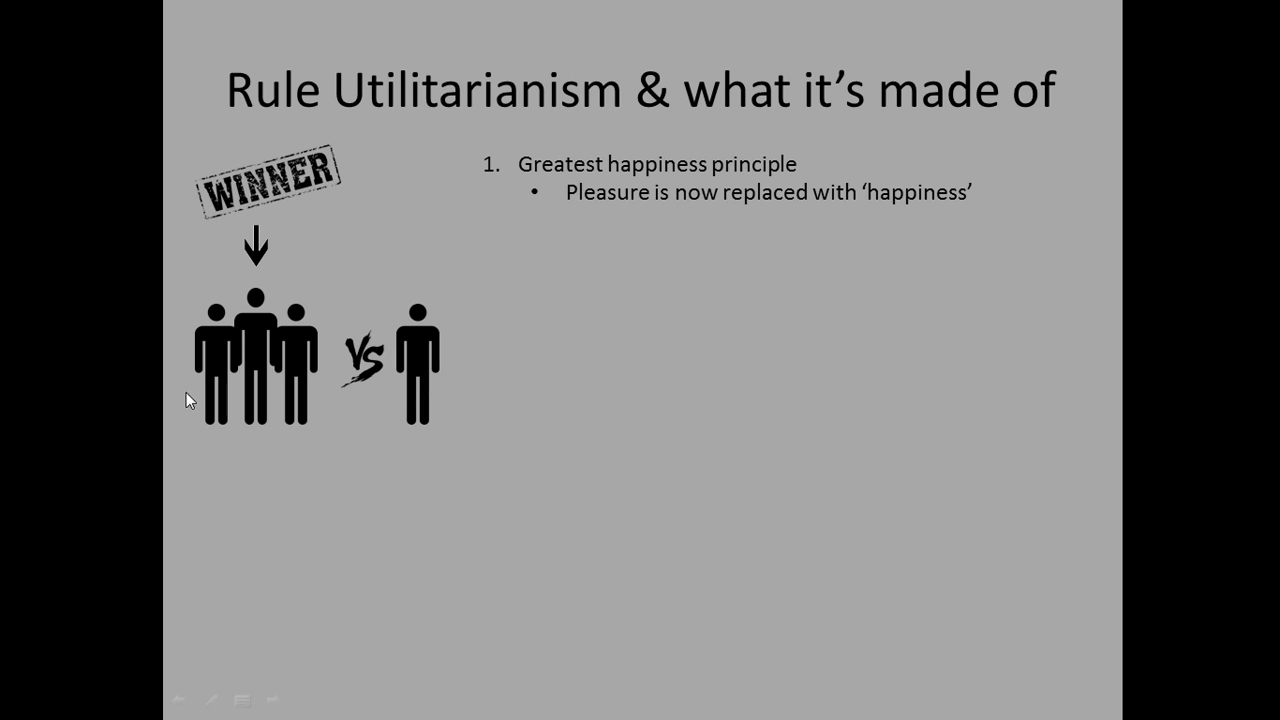 Rule Utilitarianism & what it’s made of
WINNER
1. Greatest happiness principle
• Pleasure is now replaced with ‘happiness’
VS